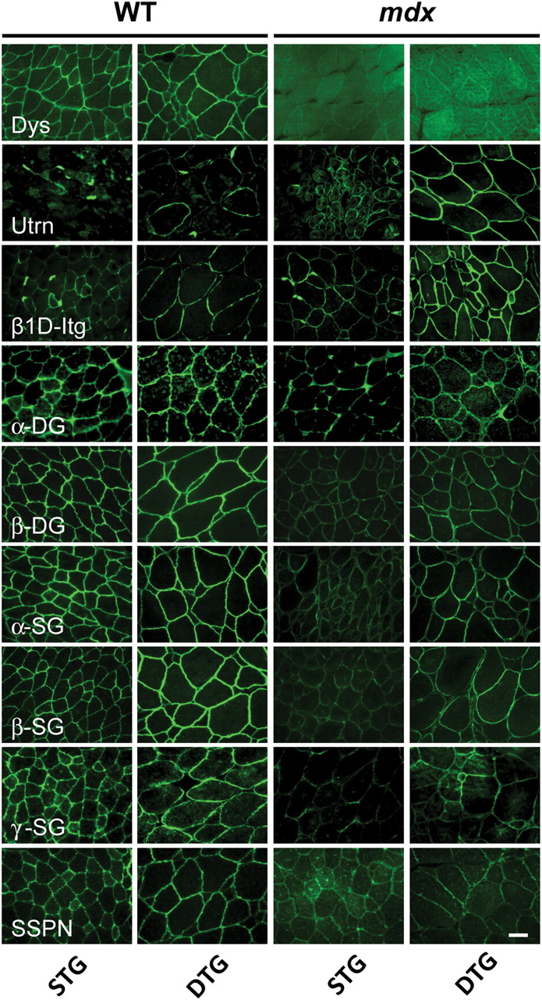 WT mdx
Dys
Utrn
β1D-Itg
α-DG
β-DG
α-SG
β-SG
γ-SG
SSPN
STG DTG STG DTG